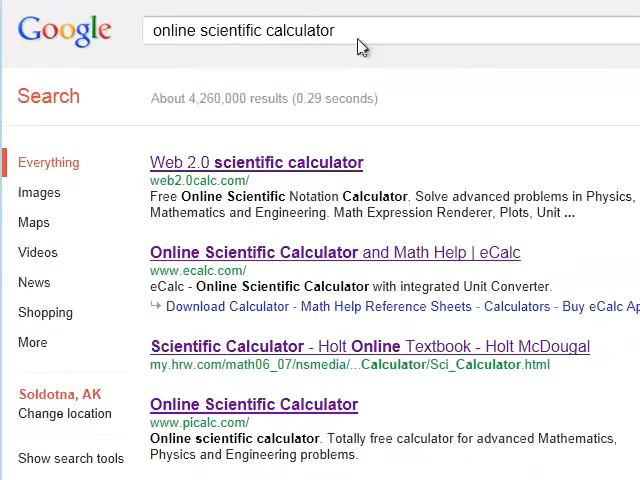 Google
online scientific calculator
Search
About 4,260,000 results (0.29 seconds)
Everything
Images
Maps
Videos
News
Shopping
More
Soldotna, AK
Change location
Show search tools
Web 2.0 scientific calculator
web2.0calc.com/
Free Online Scientific Notation Calculator. Solve advanced problems in Physics,
Mathematics and Engineering. Math Expression Renderer, Plots, Unit ...
Online Scientific Calculator and Math Help | eCalc
www.ecalc.com/
eCalc - Online Scientific Calculator with integrated Unit Converter.
Download Calculator - Math Help Reference Sheets - Calculators - Buy eCalc Ap
Scientific Calculator - Holt Online Textbook - Holt McDougal
my.hrw.com/math06_07/nsmedia/...Calculator/Sci_Calculator.html
Online Scientific Calculator
www.picalc.com/
Online scientific calculator. Totally free calculator for advanced Mathematics,
Physics and Engineering problems.